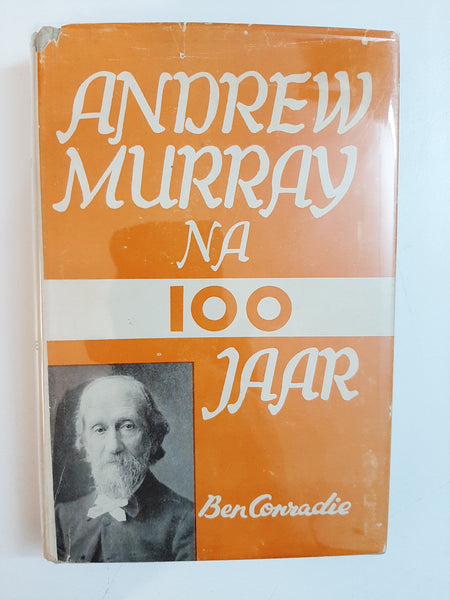 ANDREW
MURRAY
NA
100
JAAR
Ben Conradie